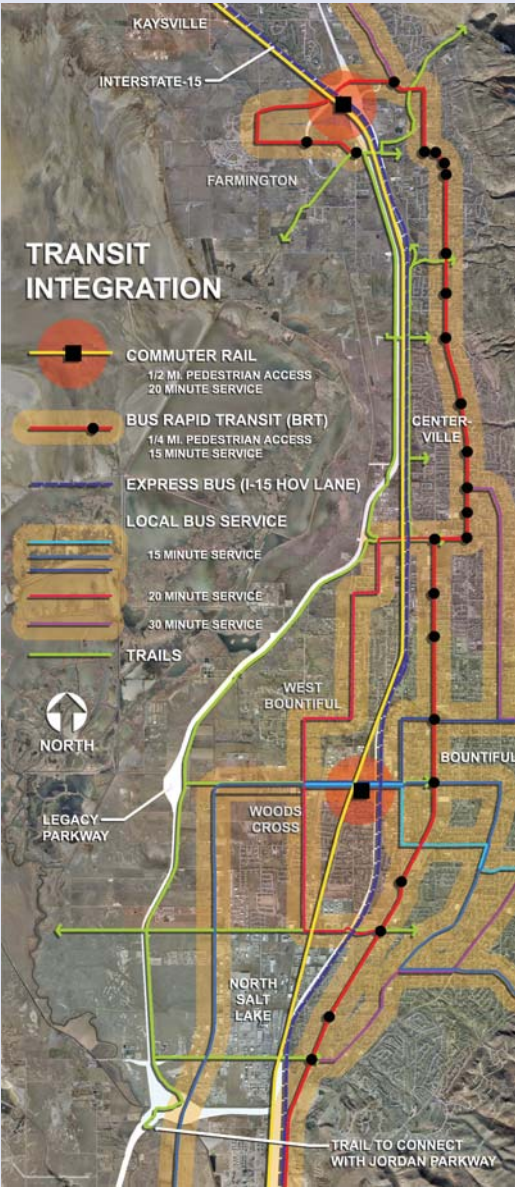 KAYSVILLE
INTERSTATE-15
FARMINGTON
TRANSIT
INTEGRATION
COMMUTER RAIL
1/2 MI. PEDESTRIAN ACCESS
20 MINUTE SERVICE
BUS RAPID TRANSIT (BRT)
1/4 MI. PEDESTRIAN ACCESS
15 MINUTE SERVICE
CENTER-
VILLE
EXPRESS BUS (I-15 HOV LANE)
LOCAL BUS SERVICE
15 MINUTE SERVICE
20 MINUTE SERVICE
30 MINUTE SERVICE
TRAILS
WEST
BOUNTIFUL
NORTH
BOUNTIFUL
LEGACY
PARKWAY
WOODS
CROSS
NORTH
SALT
LAKE
TRAIL TO CONNECT
WITH JORDAN PARKWAY